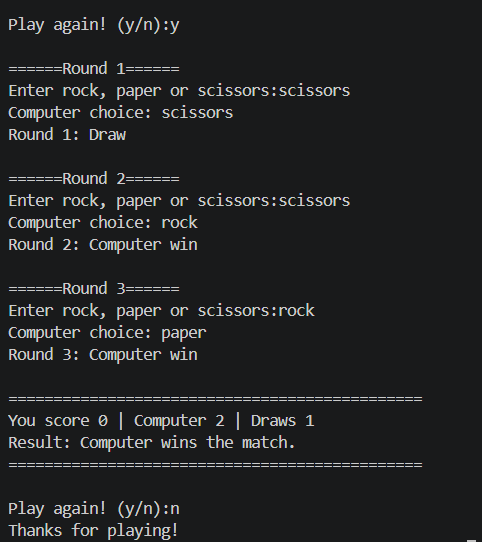 Play again! (y/n):y
======Round 1======
Enter rock, paper or scissors:scissors
Computer choice: scissors
Round 1: Draw
======Round 2======
Enter rock, paper or scissors:scissors
Computer choice: rock
Round 2: Computer win
======Round 3======
Enter rock, paper or scissors:rock
Computer choice: paper
Round 3: Computer win
==============================================
You score 0 | Computer 2 | Draws 1
Result: Computer wins the match.
==============================================
Play again! (y/n):n
Thanks for playing!